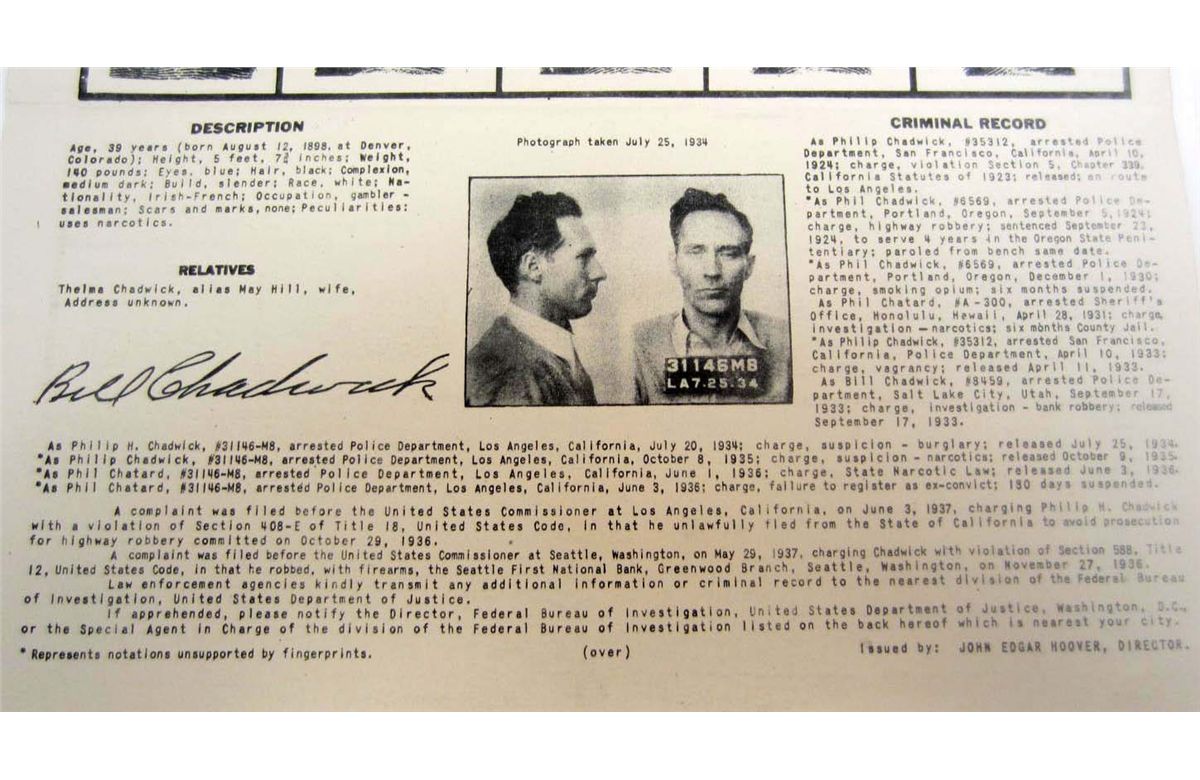 DESCRIPTION
Age, 39 years (born August 12, 1898, at Denver,
Colorado); Height, 5 feet, 7¾ inches; Weight,
140 pounds; Eyes, blue; Hair, black; Complexion,
medium dark; Build, slender; Race, white; Na-
tionality, Irish-French; Occupation, gambler -
salesman; Scars and marks, none; Peculiarities:
uses narcotics.
RELATIVES
Thelma Chadwick, alias May Hill, wife,
Address unknown.
Bill Chadwick
Photograph taken July 25, 1934
31146M8
LA7·25·34
CRIMINAL RECORD
As Philip Chadwick, #35312, arrested Police
Department, San Francisco, California, April 10,
1924; charge, violation Section 5, Chapter 339,
California Statutes of 1923; released; en route
to Los Angeles.
*As Phil Chadwick, #6569, arrested Police De-
partment, Portland, Oregon, September 5, 1924;
charge, highway robbery; sentenced September 23,
1924, to serve 4 years in the Oregon State Peni-
tentiary; paroled from bench same date.
*As Phil Chadwick, #6569, arrested Police De-
partment, Portland, Oregon, December 1, 1930;
charge, smoking opium; six months suspended.
As Phil Chatard, #A-300, arrested Sheriff's
Office, Honolulu, Hawaii, April 28, 1931; charge,
investigation - narcotics; six months County Jail.
*As Philip Chadwick, #35312, arrested San Francisco,
California, Police Department, April 10, 1933;
charge, vagrancy; released April 11, 1933.
As Bill Chadwick, #8459, arrested Police De-
partment, Salt Lake City, Utah, September 17,
1933; charge, investigation - bank robbery; released
September 17, 1933.
As Philip H. Chadwick, #31146-M8, arrested Police Department, Los Angeles, California, July 20, 1934; charge, suspicion - burglary; released July 25, 1934.
*As Philip Chadwick, #31146-M8, arrested Police Department, Los Angeles, California, October 8, 1935; charge, suspicion - narcotics; released October 9, 1935.
*As Phil Chatard, #31146-M8, arrested Police Department, Los Angeles, California, June 1, 1936; charge, State Narcotic Law; released June 3, 1936.
*As Phil Chatard, #31146-M8, arrested Police Department, Los Angeles, California, June 3, 1936; charge, failure to register as ex-convict; 180 days suspended.
A complaint was filed before the United States Commissioner at Los Angeles, California, on June 3, 1937, charging Philip H. Chadwick
with a violation of Section 408-E of Title 18, United States Code, in that he unlawfully fled from the State of California to avoid prosecution
for highway robbery committed on October 29, 1936.
A complaint was filed before the United States Commissioner at Seattle, Washington, on May 29, 1937, charging Chadwick with violation of Section 588, Title
12, United States Code, in that he robbed, with firearms, the Seattle First National Bank, Greenwood Branch, Seattle, Washington, on November 27, 1936.
Law enforcement agencies kindly transmit any additional information or criminal record to the nearest division of the Federal Bureau
of Investigation, United States Department of Justice.
If apprehended, please notify the Director, Federal Bureau of Investigation, United States Department of Justice, Washington, D.C.,
or the Special Agent in Charge of the division of the Federal Bureau of Investigation listed on the back hereof which is nearest your city.
* Represents notations unsupported by fingerprints.
(over)
Issued by: JOHN EDGAR HOOVER, DIRECTOR.